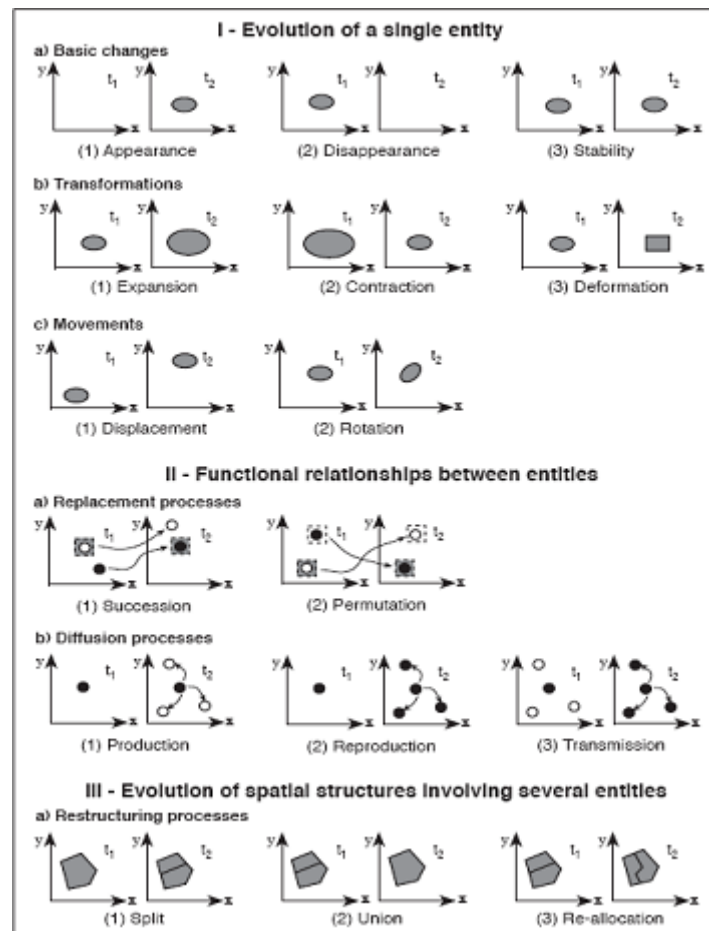 I - Evolution of a single entity
a) Basic changes
y t1 x y t2 x y t1 x y t2 x y t1 x y t2 x
(1) Appearance (2) Disappearance (3) Stability
b) Transformations
y t1 x y t2 x y t1 x y t2 x y t1 x y t2 x
(1) Expansion (2) Contraction (3) Deformation
c) Movements
y t1 x y t2 x y t1 x y t2 x
(1) Displacement (2) Rotation
II - Functional relationships between entities
a) Replacement processes
y t1 x y t2 x y t1 x y t2 x
(1) Succession (2) Permutation
b) Diffusion processes
y t1 x y t2 x y t1 x y t2 x y t1 x y t2 x
(1) Production (2) Reproduction (3) Transmission
III - Evolution of spatial structures involving several entities
a) Restructuring processes
y t1 x y t2 x y t1 x y t2 x y t1 x y t2 x
(1) Split (2) Union (3) Re-allocation